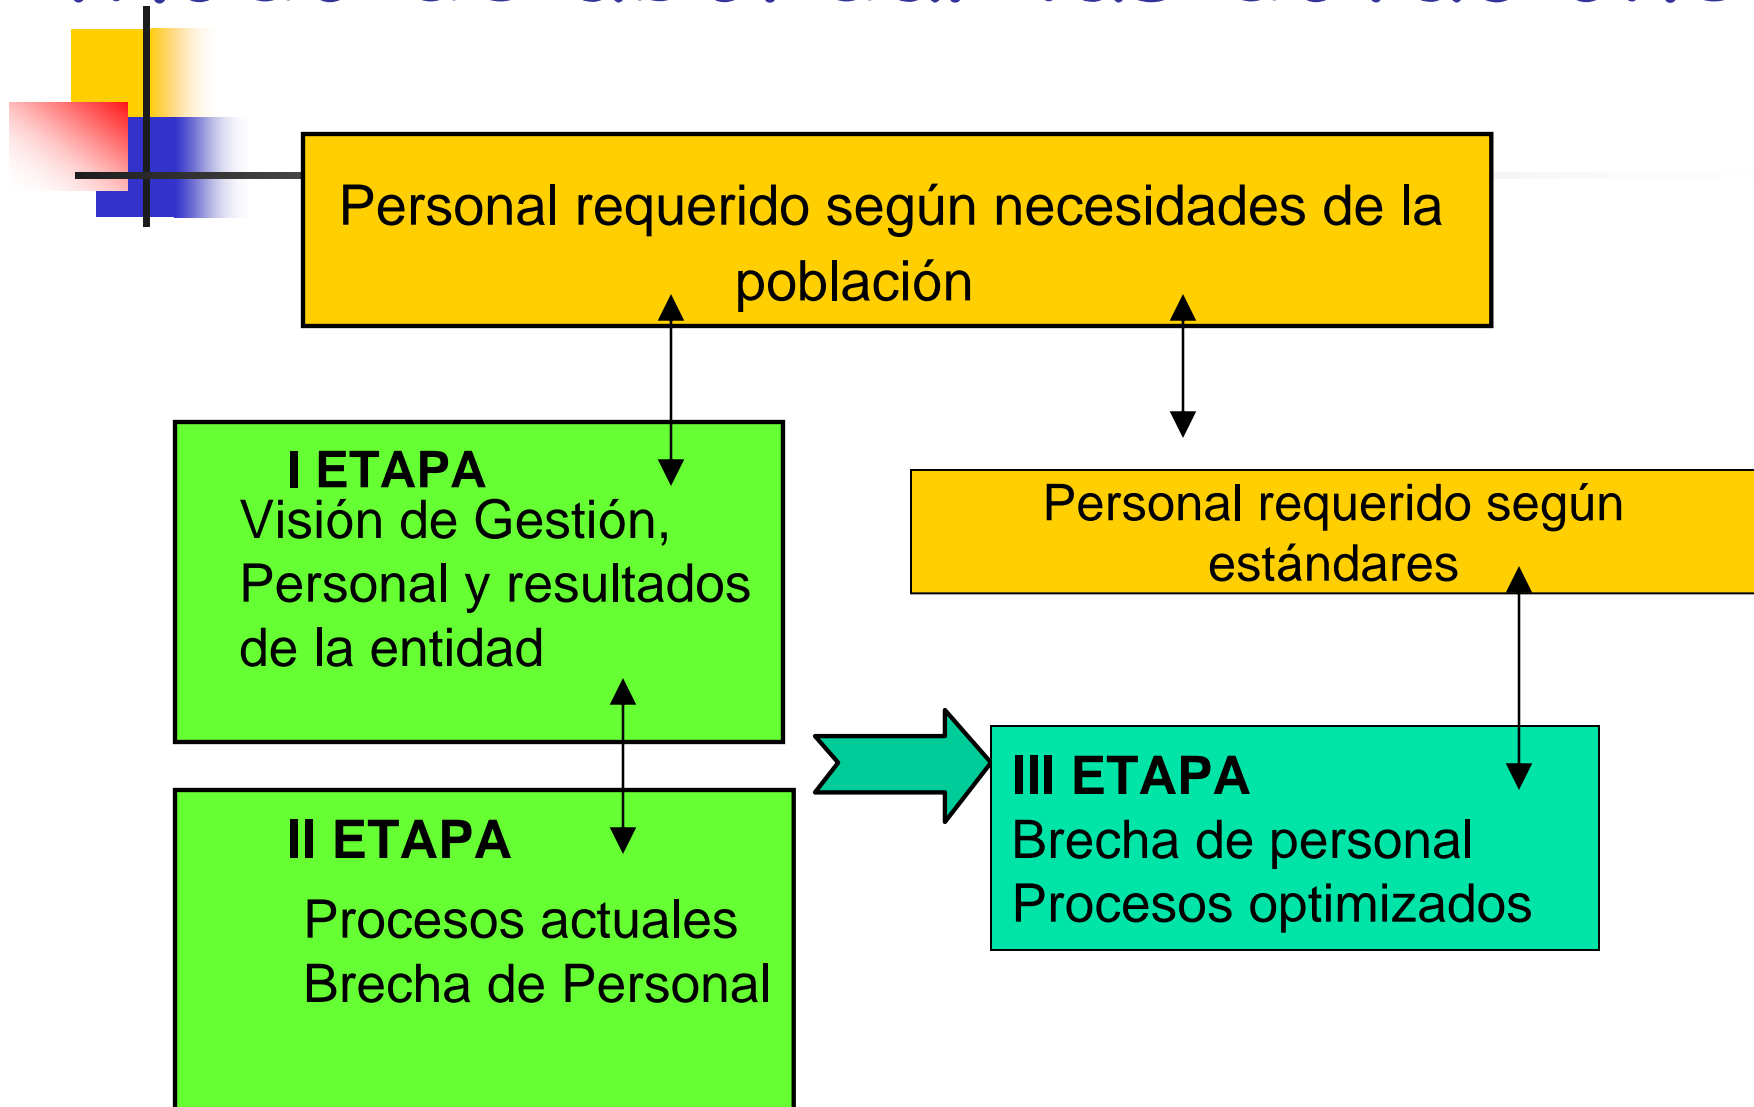 Personal requerido según necesidades de la
población
I ETAPA
Visión de Gestión,
Personal y resultados
de la entidad
Personal requerido según
estándares
II ETAPA
Procesos actuales
Brecha de Personal
III ETAPA
Brecha de personal
Procesos optimizados